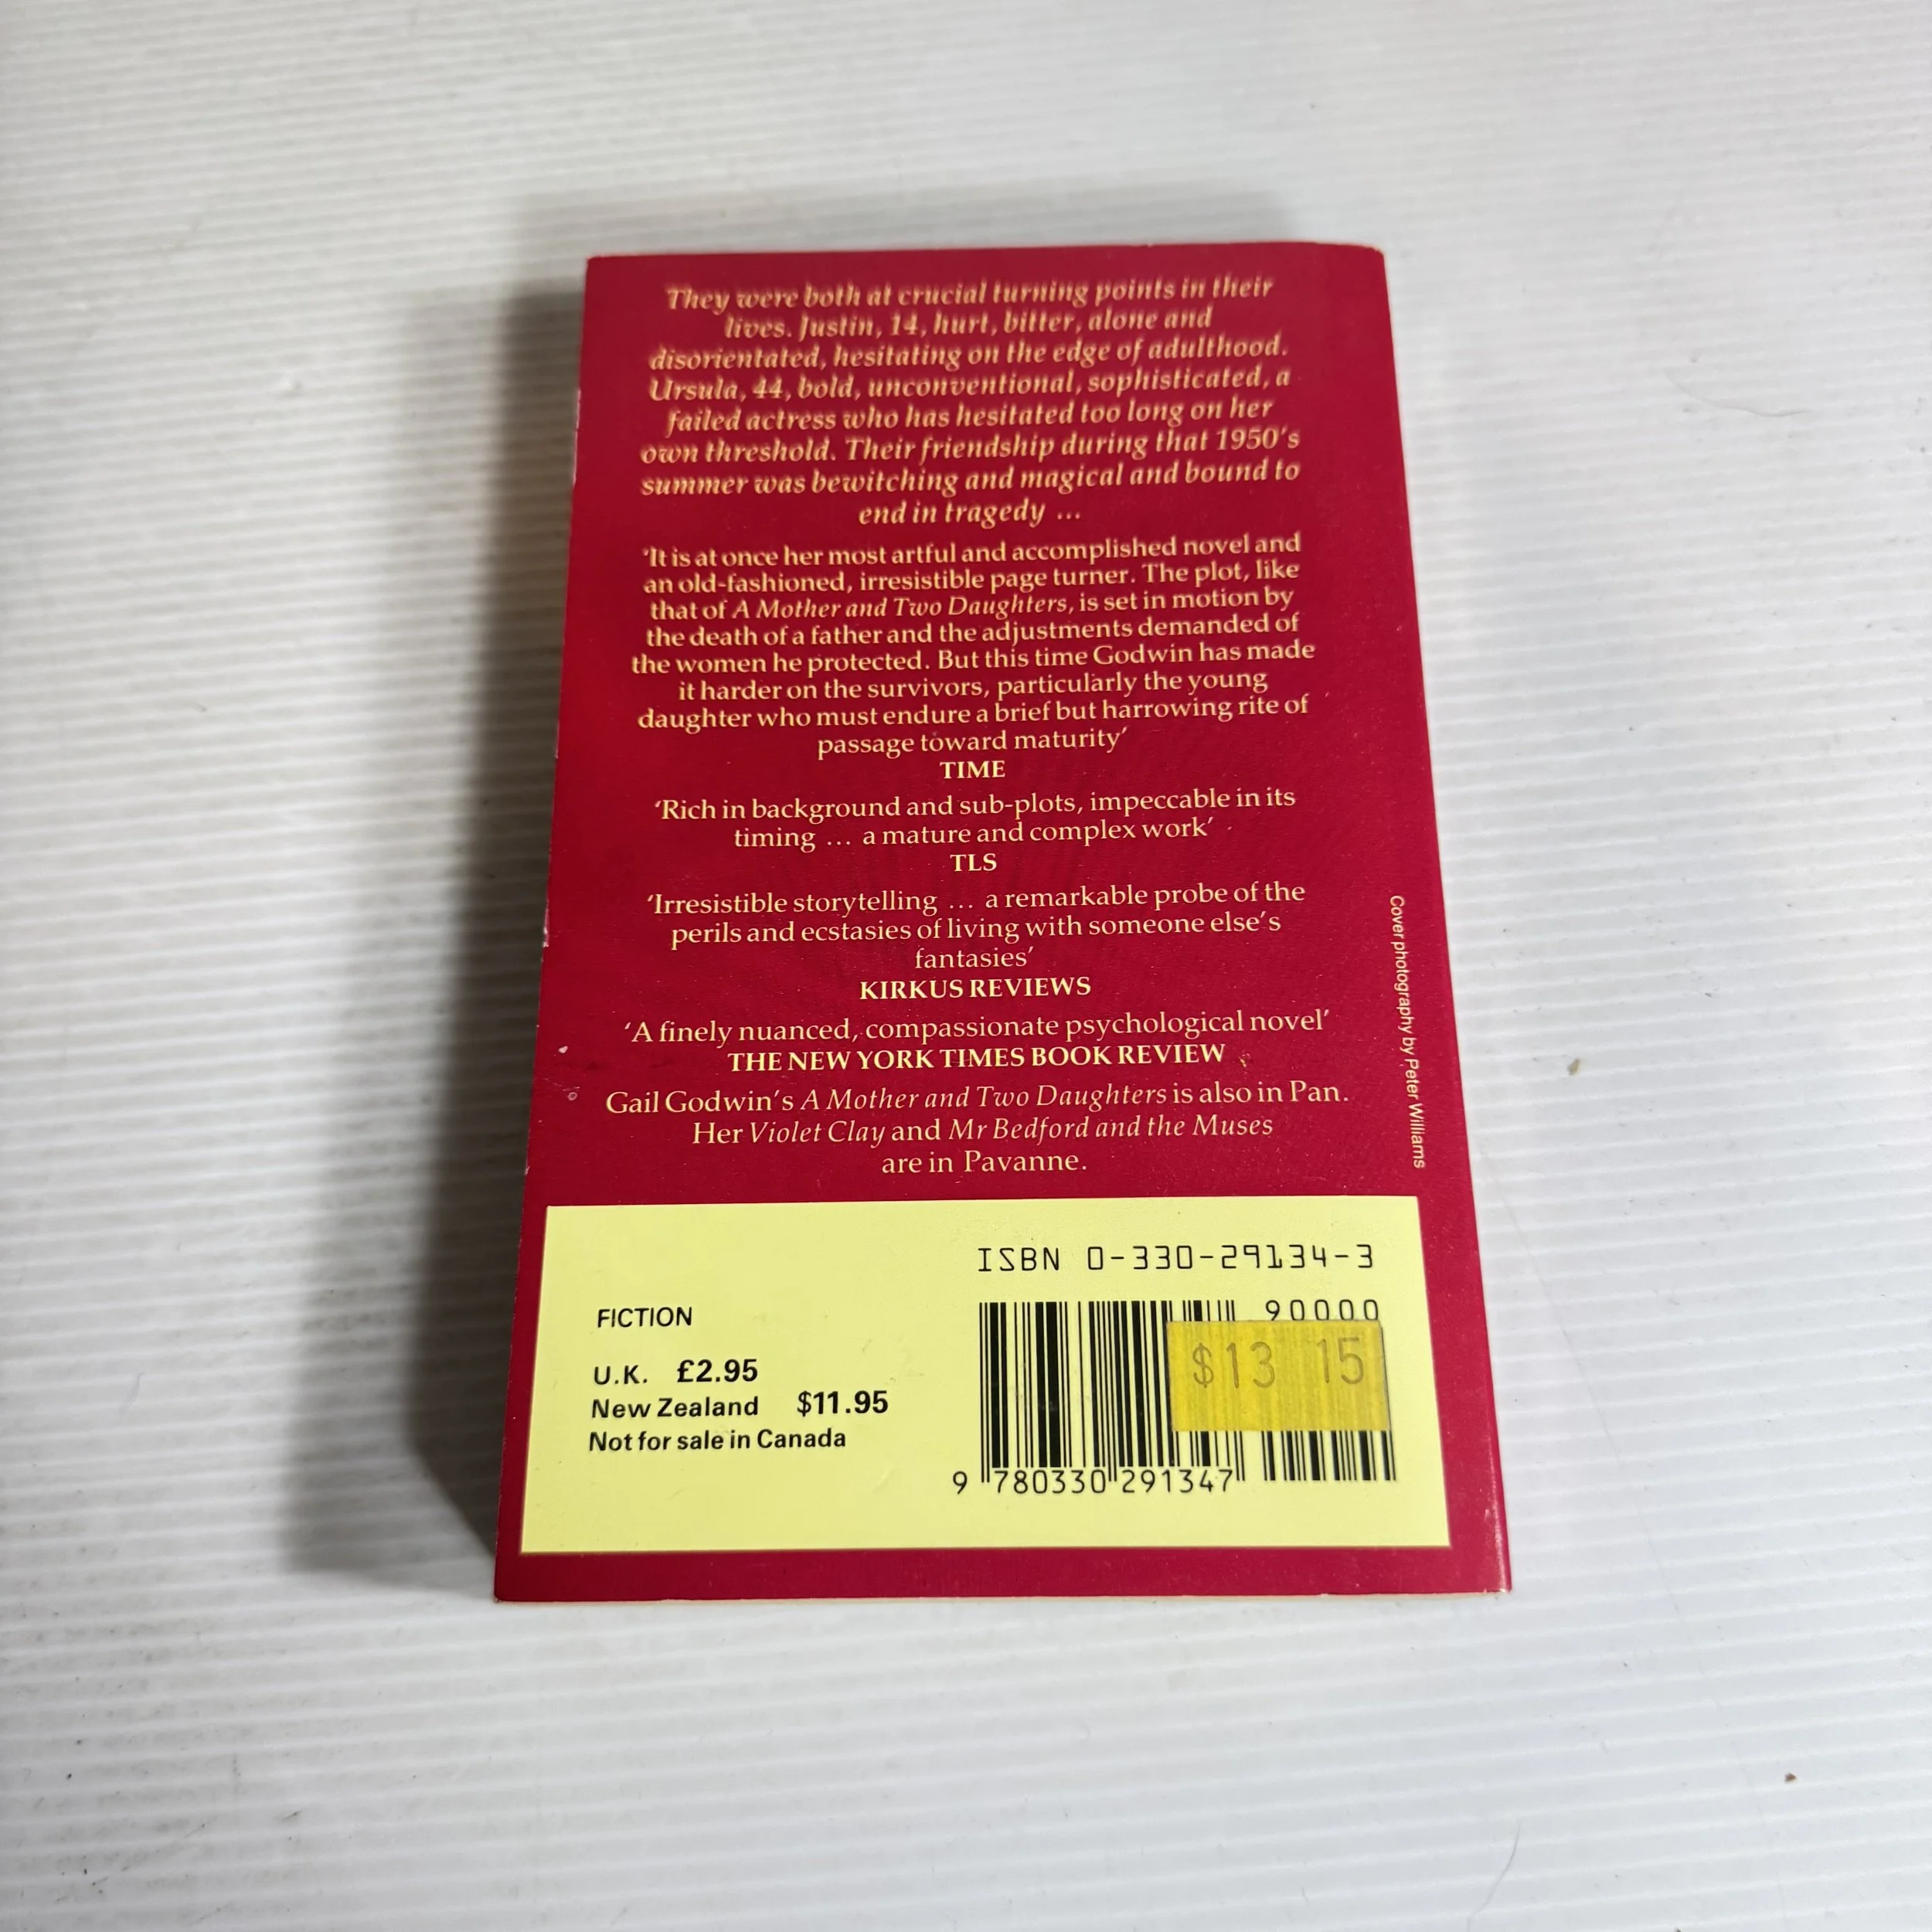 They were both at crucial turning points in their
lives. Justin, 14, hurt, bitter, alone and
disorientated, hesitating on the edge of adulthood.
Ursula, 44, bold, unconventional, sophisticated, a
failed actress who has hesitated too long on her
own threshold. Their friendship during that 1950's
summer was bewitching and magical and bound to
end in tragedy ...
‘It is at once her most artful and accomplished novel and
an old-fashioned, irresistible page turner. The plot, like
that of A Mother and Two Daughters, is set in motion by
the death of a father and the adjustments demanded of
the women he protected. But this time Godwin has made
it harder on the survivors, particularly the young
daughter who must endure a brief but harrowing rite of
passage toward maturity’
TIME
‘Rich in background and sub-plots, impeccable in its
timing ... a mature and complex work’
TLS
‘Irresistible storytelling ... a remarkable probe of the
perils and ecstasies of living with someone else's
fantasies’
KIRKUS REVIEWS
‘A finely nuanced, compassionate psychological novel’
THE NEW YORK TIMES BOOK REVIEW
Gail Godwin's A Mother and Two Daughters is also in Pan.
Her Violet Clay and Mr Bedford and the Muses
are in Pavanne.
Cover photography by Peter Williams
ISBN 0-330-29134-3
90000
$13 15
9 780330 291347
FICTION
U.K. £2.95
New Zealand $11.95
Not for sale in Canada